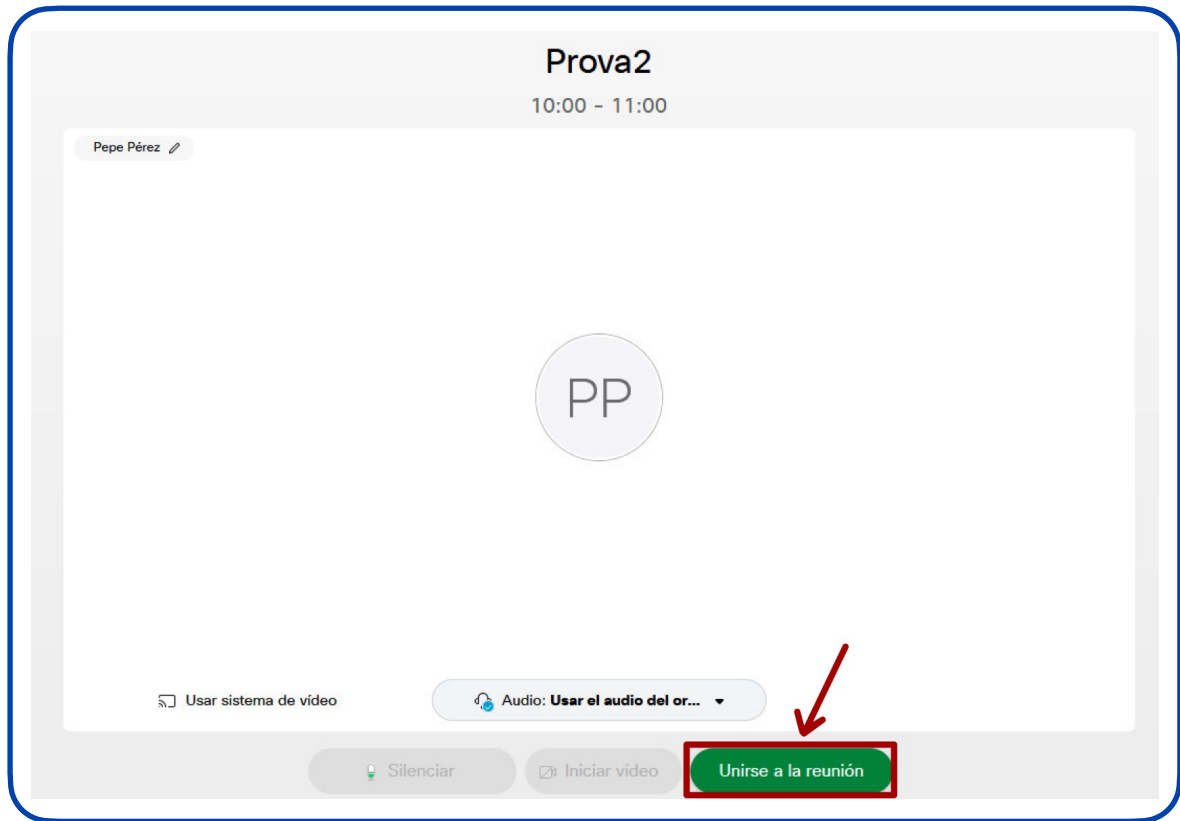 Prova2
10:00 - 11:00
Pepe Pérez
PP
Usar sistema de vídeo
Audio: Usar el audio del or...
Silenciar
Iniciar vídeo
Unirse a la reunión